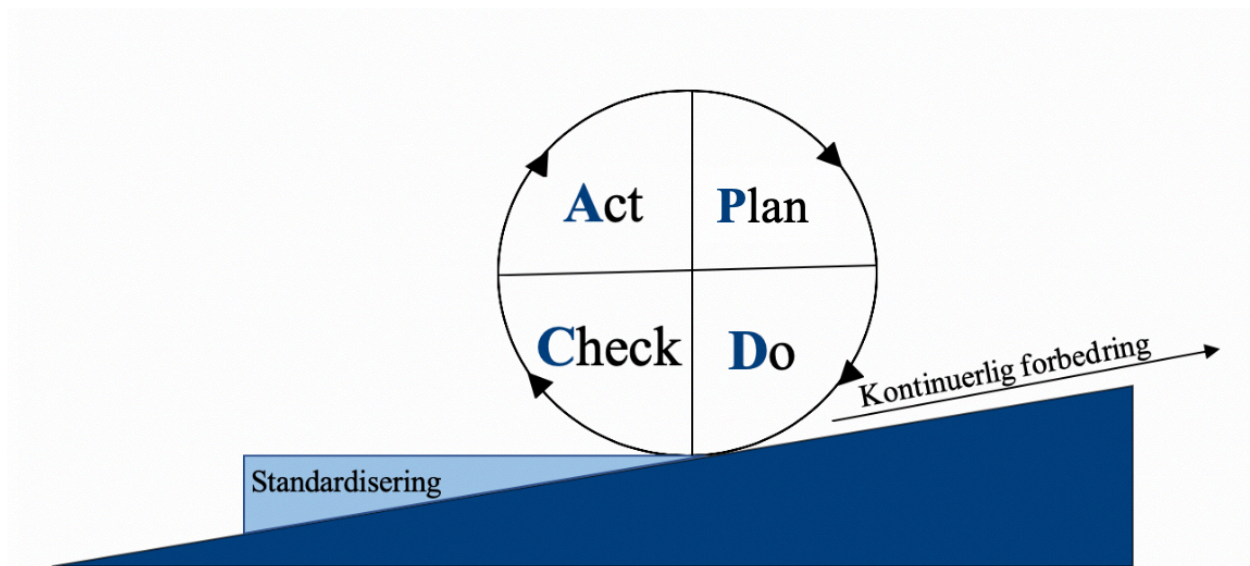 Act
Plan
Check
Do
Kontinuerlig forbedring
Standardisering